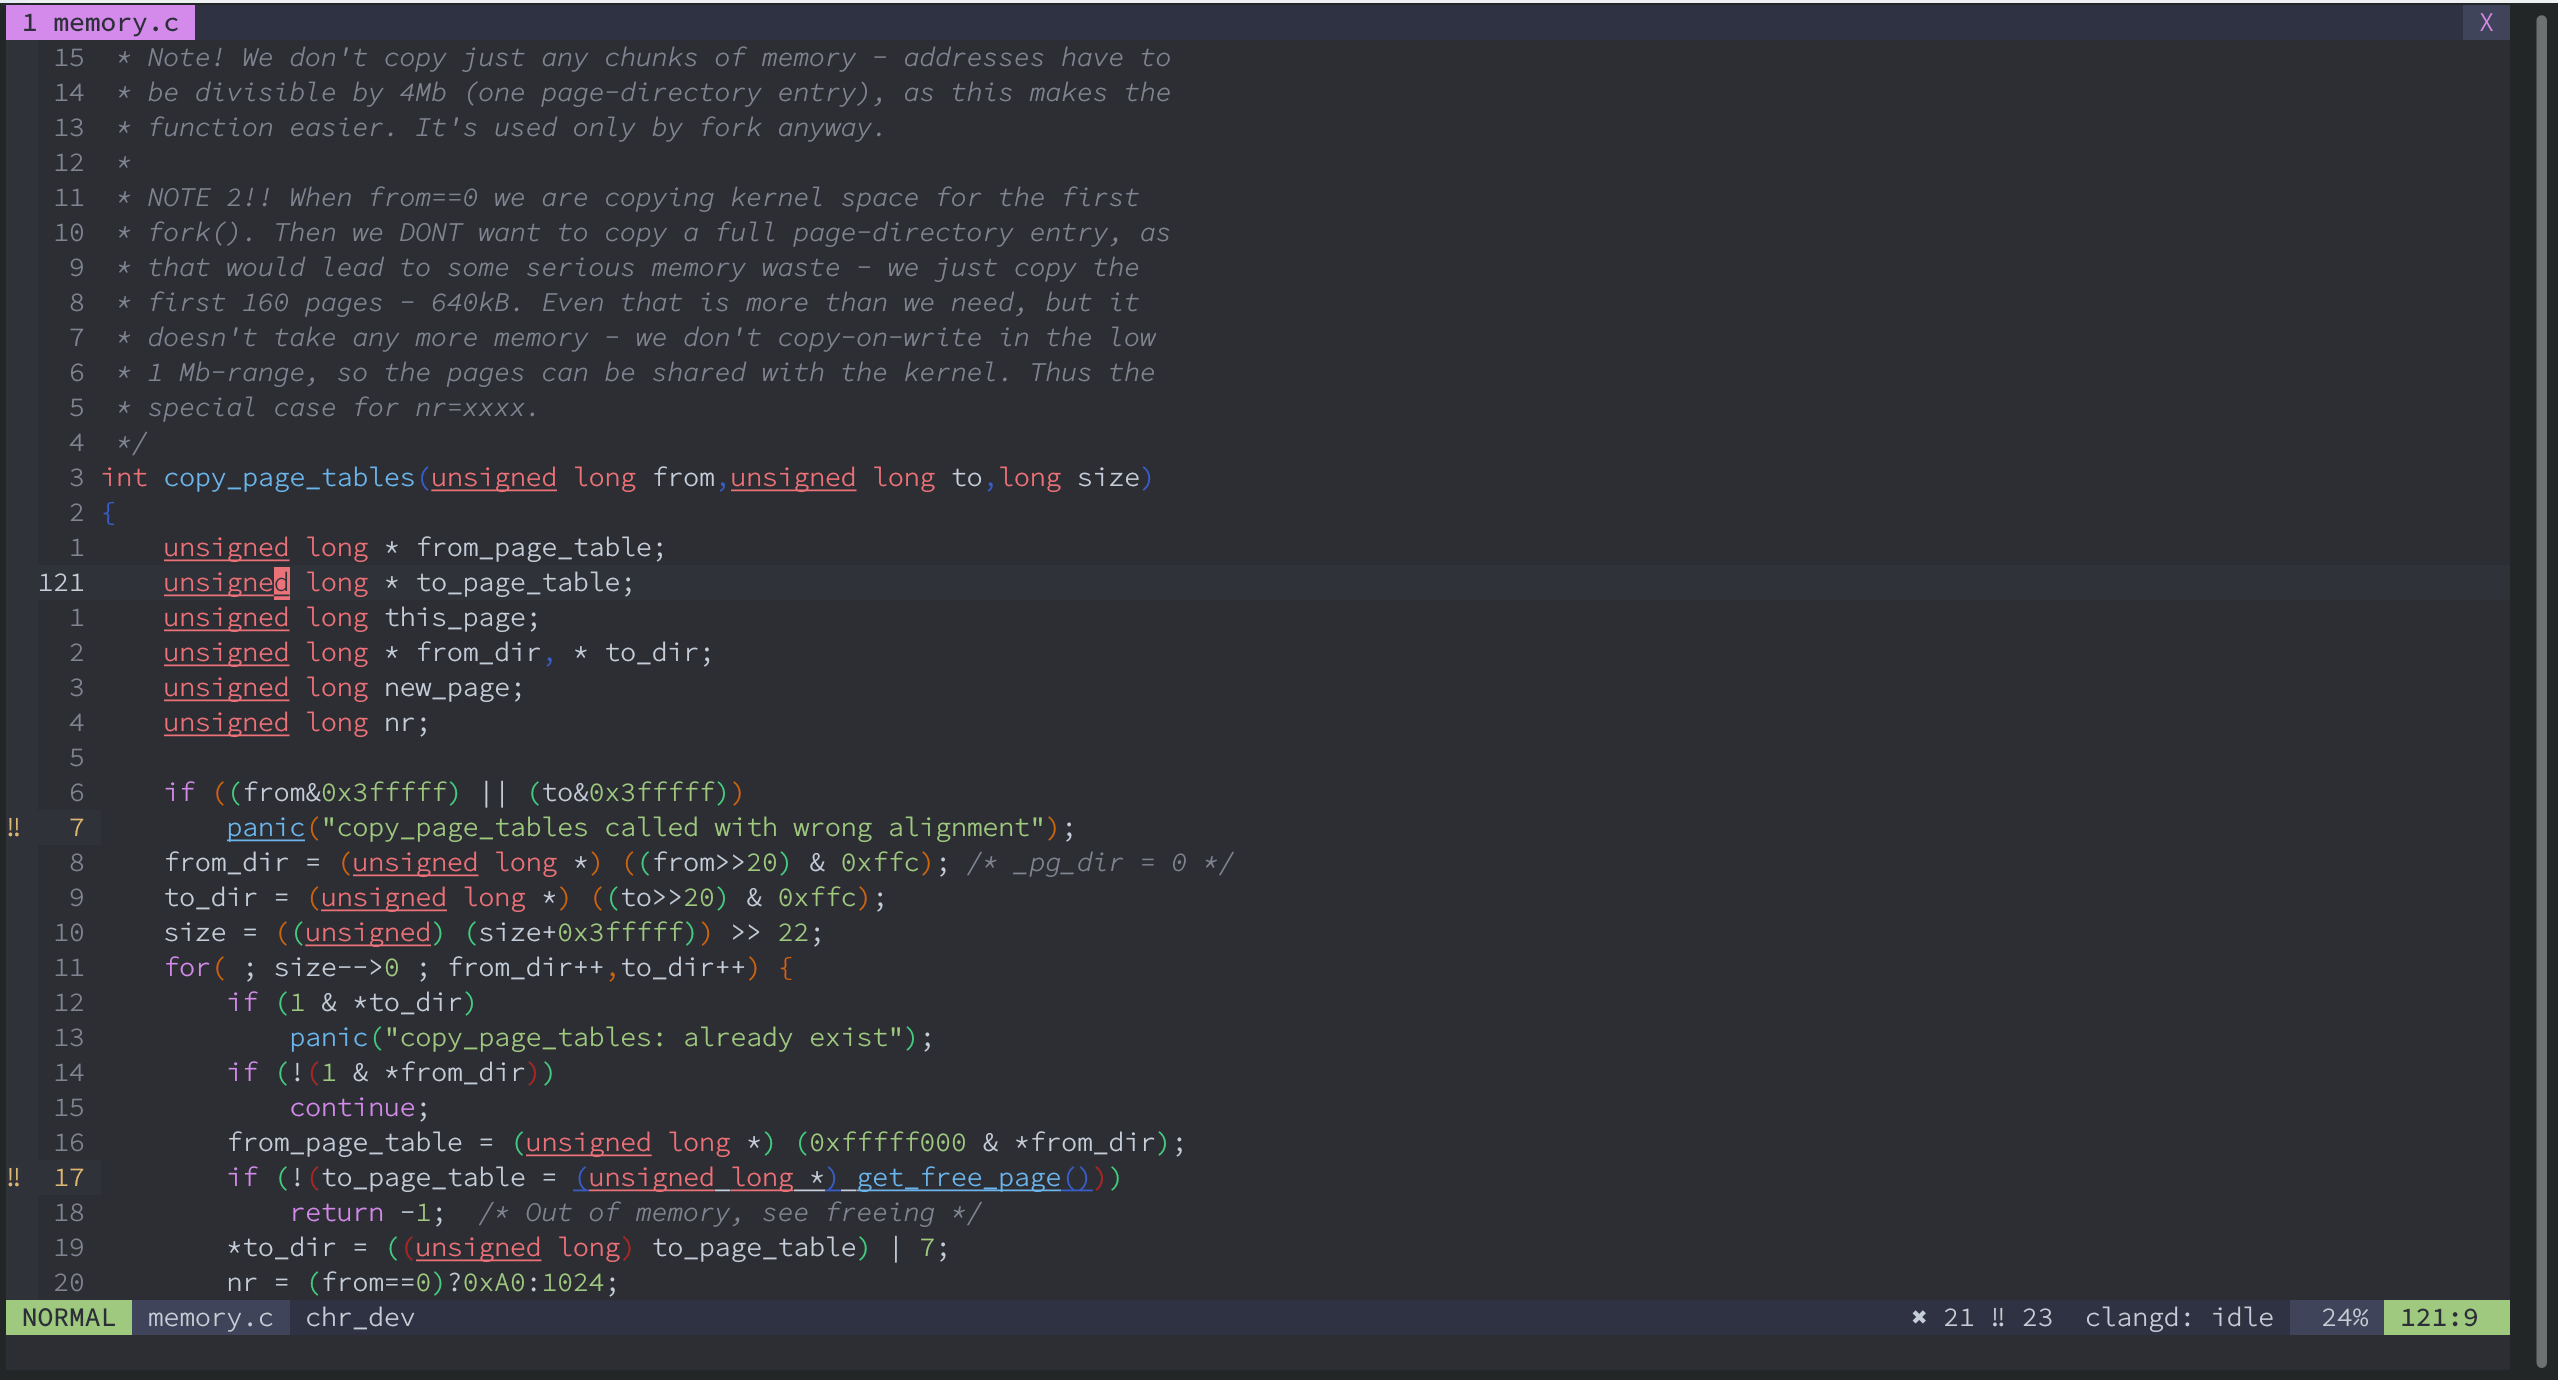 1 memory.c X
15 * Note! We don't copy just any chunks of memory - addresses have to
14 * be divisible by 4Mb (one page-directory entry), as this makes the
13 * function easier. It's used only by fork anyway.
12 *
11 * NOTE 2!! When from==0 we are copying kernel space for the first
10 * fork(). Then we DONT want to copy a full page-directory entry, as
9 * that would lead to some serious memory waste - we just copy the
8 * first 160 pages - 640kB. Even that is more than we need, but it
7 * doesn't take any more memory - we don't copy-on-write in the low
6 * 1 Mb-range, so the pages can be shared with the kernel. Thus the
5 * special case for nr=xxxx.
4 */
3 int copy_page_tables(unsigned long from,unsigned long to,long size)
2 {
1     unsigned long * from_page_table;
121     unsigned long * to_page_table;
1     unsigned long this_page;
2     unsigned long * from_dir, * to_dir;
3     unsigned long new_page;
4     unsigned long nr;
5
6     if ((from&0x3fffff) || (to&0x3fffff))
‼ 7         panic("copy_page_tables called with wrong alignment");
8     from_dir = (unsigned long *) ((from>>20) & 0xffc); /* _pg_dir = 0 */
9     to_dir = (unsigned long *) ((to>>20) & 0xffc);
10     size = ((unsigned) (size+0x3fffff)) >> 22;
11     for( ; size-->0 ; from_dir++,to_dir++) {
12         if (1 & *to_dir)
13             panic("copy_page_tables: already exist");
14         if (!(1 & *from_dir))
15             continue;
16         from_page_table = (unsigned long *) (0xfffff000 & *from_dir);
‼ 17         if (!(to_page_table = (unsigned long *) get_free_page()))
18             return -1;  /* Out of memory, see freeing */
19         *to_dir = ((unsigned long) to_page_table) | 7;
20         nr = (from==0)?0xA0:1024;
NORMAL memory.c chr_dev ✖ 21 ‼ 23 clangd: idle 24% 121:9